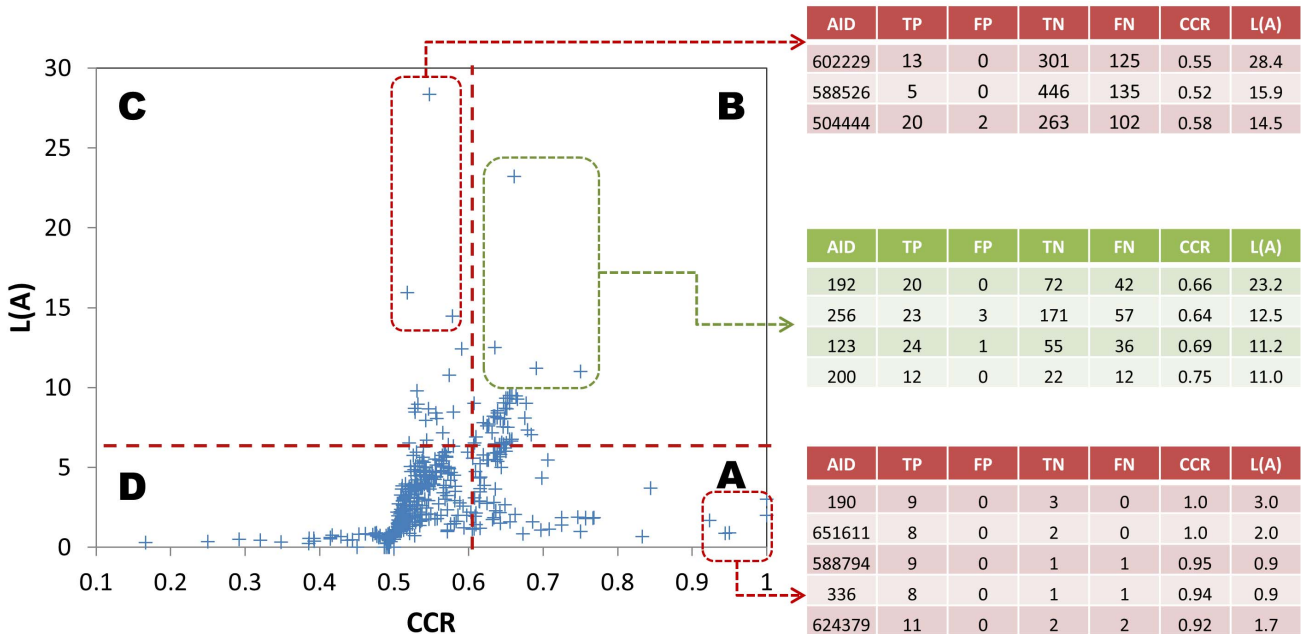 AID TP FP TN FN CCR L(A)
602229 13 0 301 125 0.55 28.4
588526 5 0 446 135 0.52 15.9
504444 20 2 263 102 0.58 14.5
AID TP FP TN FN CCR L(A)
192 20 0 72 42 0.66 23.2
256 23 3 171 57 0.64 12.5
123 24 1 55 36 0.69 11.2
200 12 0 22 12 0.75 11.0
AID TP FP TN FN CCR L(A)
190 9 0 3 0 1.0 3.0
651611 8 0 2 0 1.0 2.0
588794 9 0 1 1 0.95 0.9
336 8 0 1 1 0.94 0.9
624379 11 0 2 2 0.92 1.7
C
B
D
A
L(A)
30
25
20
15
10
5
0
0.1 0.2 0.3 0.4 0.5 0.6 0.7 0.8 0.9 1
CCR